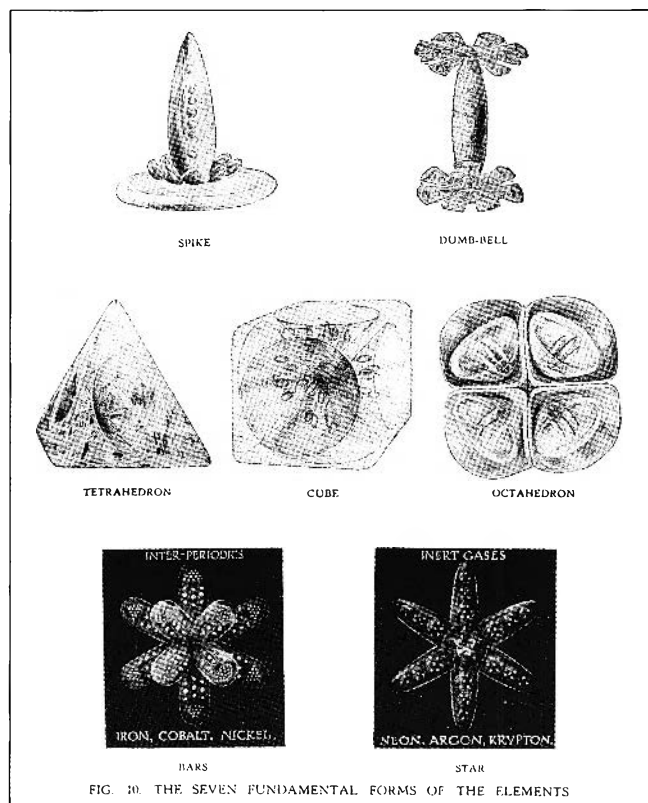 SPIKE
DUMB-BELL
TETRAHEDRON
CUBE
OCTAHEDRON
INTER-PERIODICS
IRON, COBALT, NICKEL.
BARS
INERT GASES
NEON, ARGON, KRYPTON.
STAR
FIG. 10. THE SEVEN FUNDAMENTAL FORMS OF THE ELEMENTS